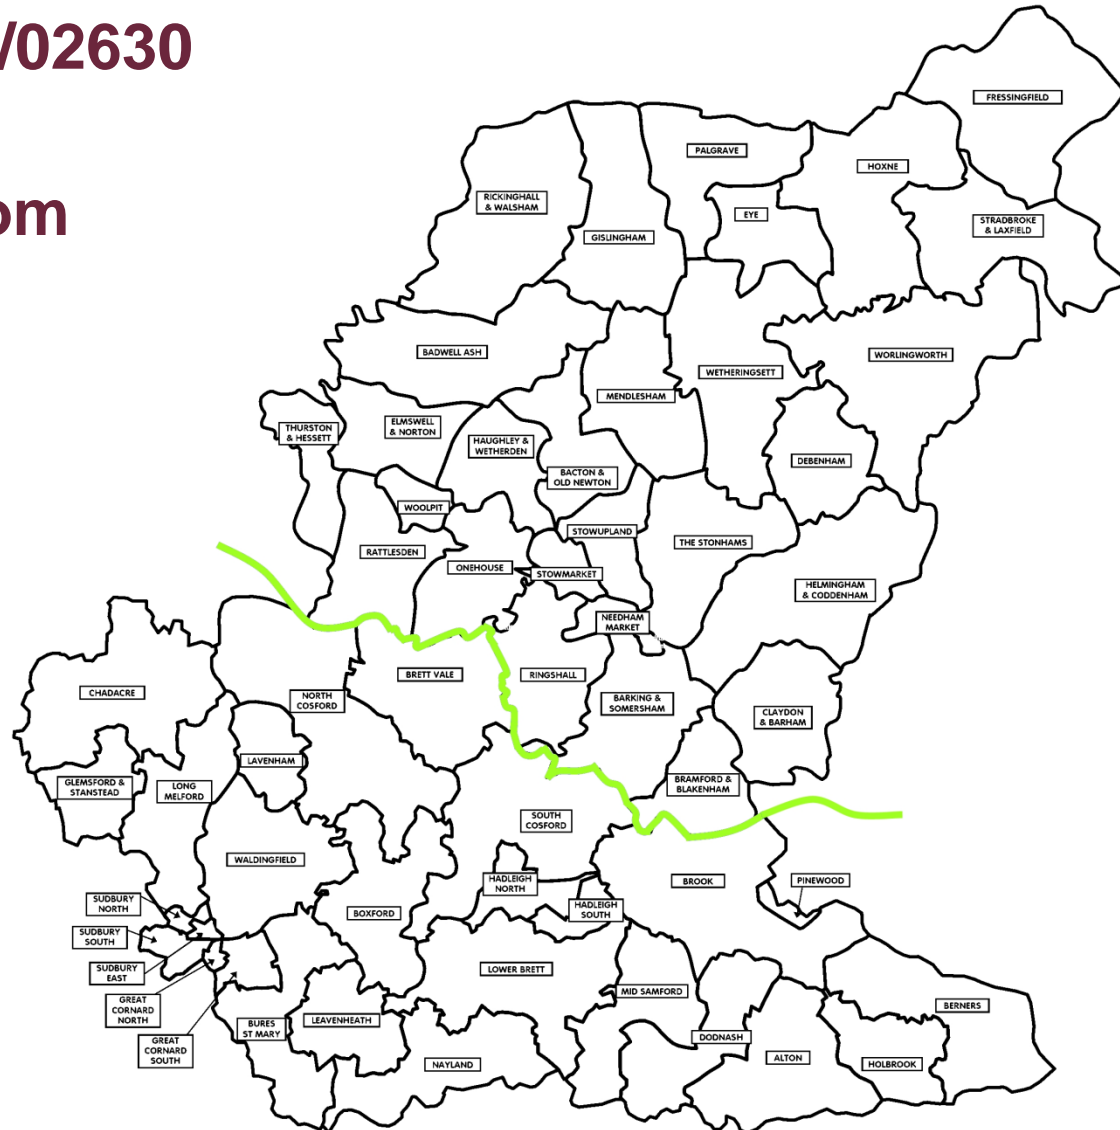 /02630
om
FRESSINGFIELD
PALGRAVE
HOXNE
RICKINGHALL
& WALSHAM
EYE
STRADBROKE
& LAXFIELD
GISLINGHAM
BADWELL ASH
WORLINGWORTH
WETHERINGSETT
MENDLESHAM
THURSTON
& HESSETT
ELMSWELL
& NORTON
HAUGHLEY &
WETHERDEN
DEBENHAM
BACTON &
OLD NEWTON
WOOLPIT
STOWUPLAND
RATTLESDEN
THE STONHAMS
ONEHOUSE
STOWMARKET
HELMINGHAM
& CODDENHAM
NEEDHAM
MARKET
BRETT VALE
RINGSHALL
CHADACRE
NORTH
COSFORD
BARKING &
SOMERSHAM
CLAYDON
& BARHAM
LAVENHAM
GLEMSFORD &
STANSTEAD
LONG
MELFORD
BRAMFORD &
BLAKENHAM
SOUTH
COSFORD
WALDINGFIELD
HADLEIGH
NORTH
BROOK
PINEWOOD
SUDBURY
NORTH
BOXFORD
HADLEIGH
SOUTH
SUDBURY
SOUTH
SUDBURY
EAST
LOWER BRETT
MID SAMFORD
BERNERS
GREAT
CORNARD
NORTH
BURES
ST MARY
LEAVENHEATH
DODNASH
GREAT
CORNARD
SOUTH
NAYLAND
ALTON
HOLBROOK